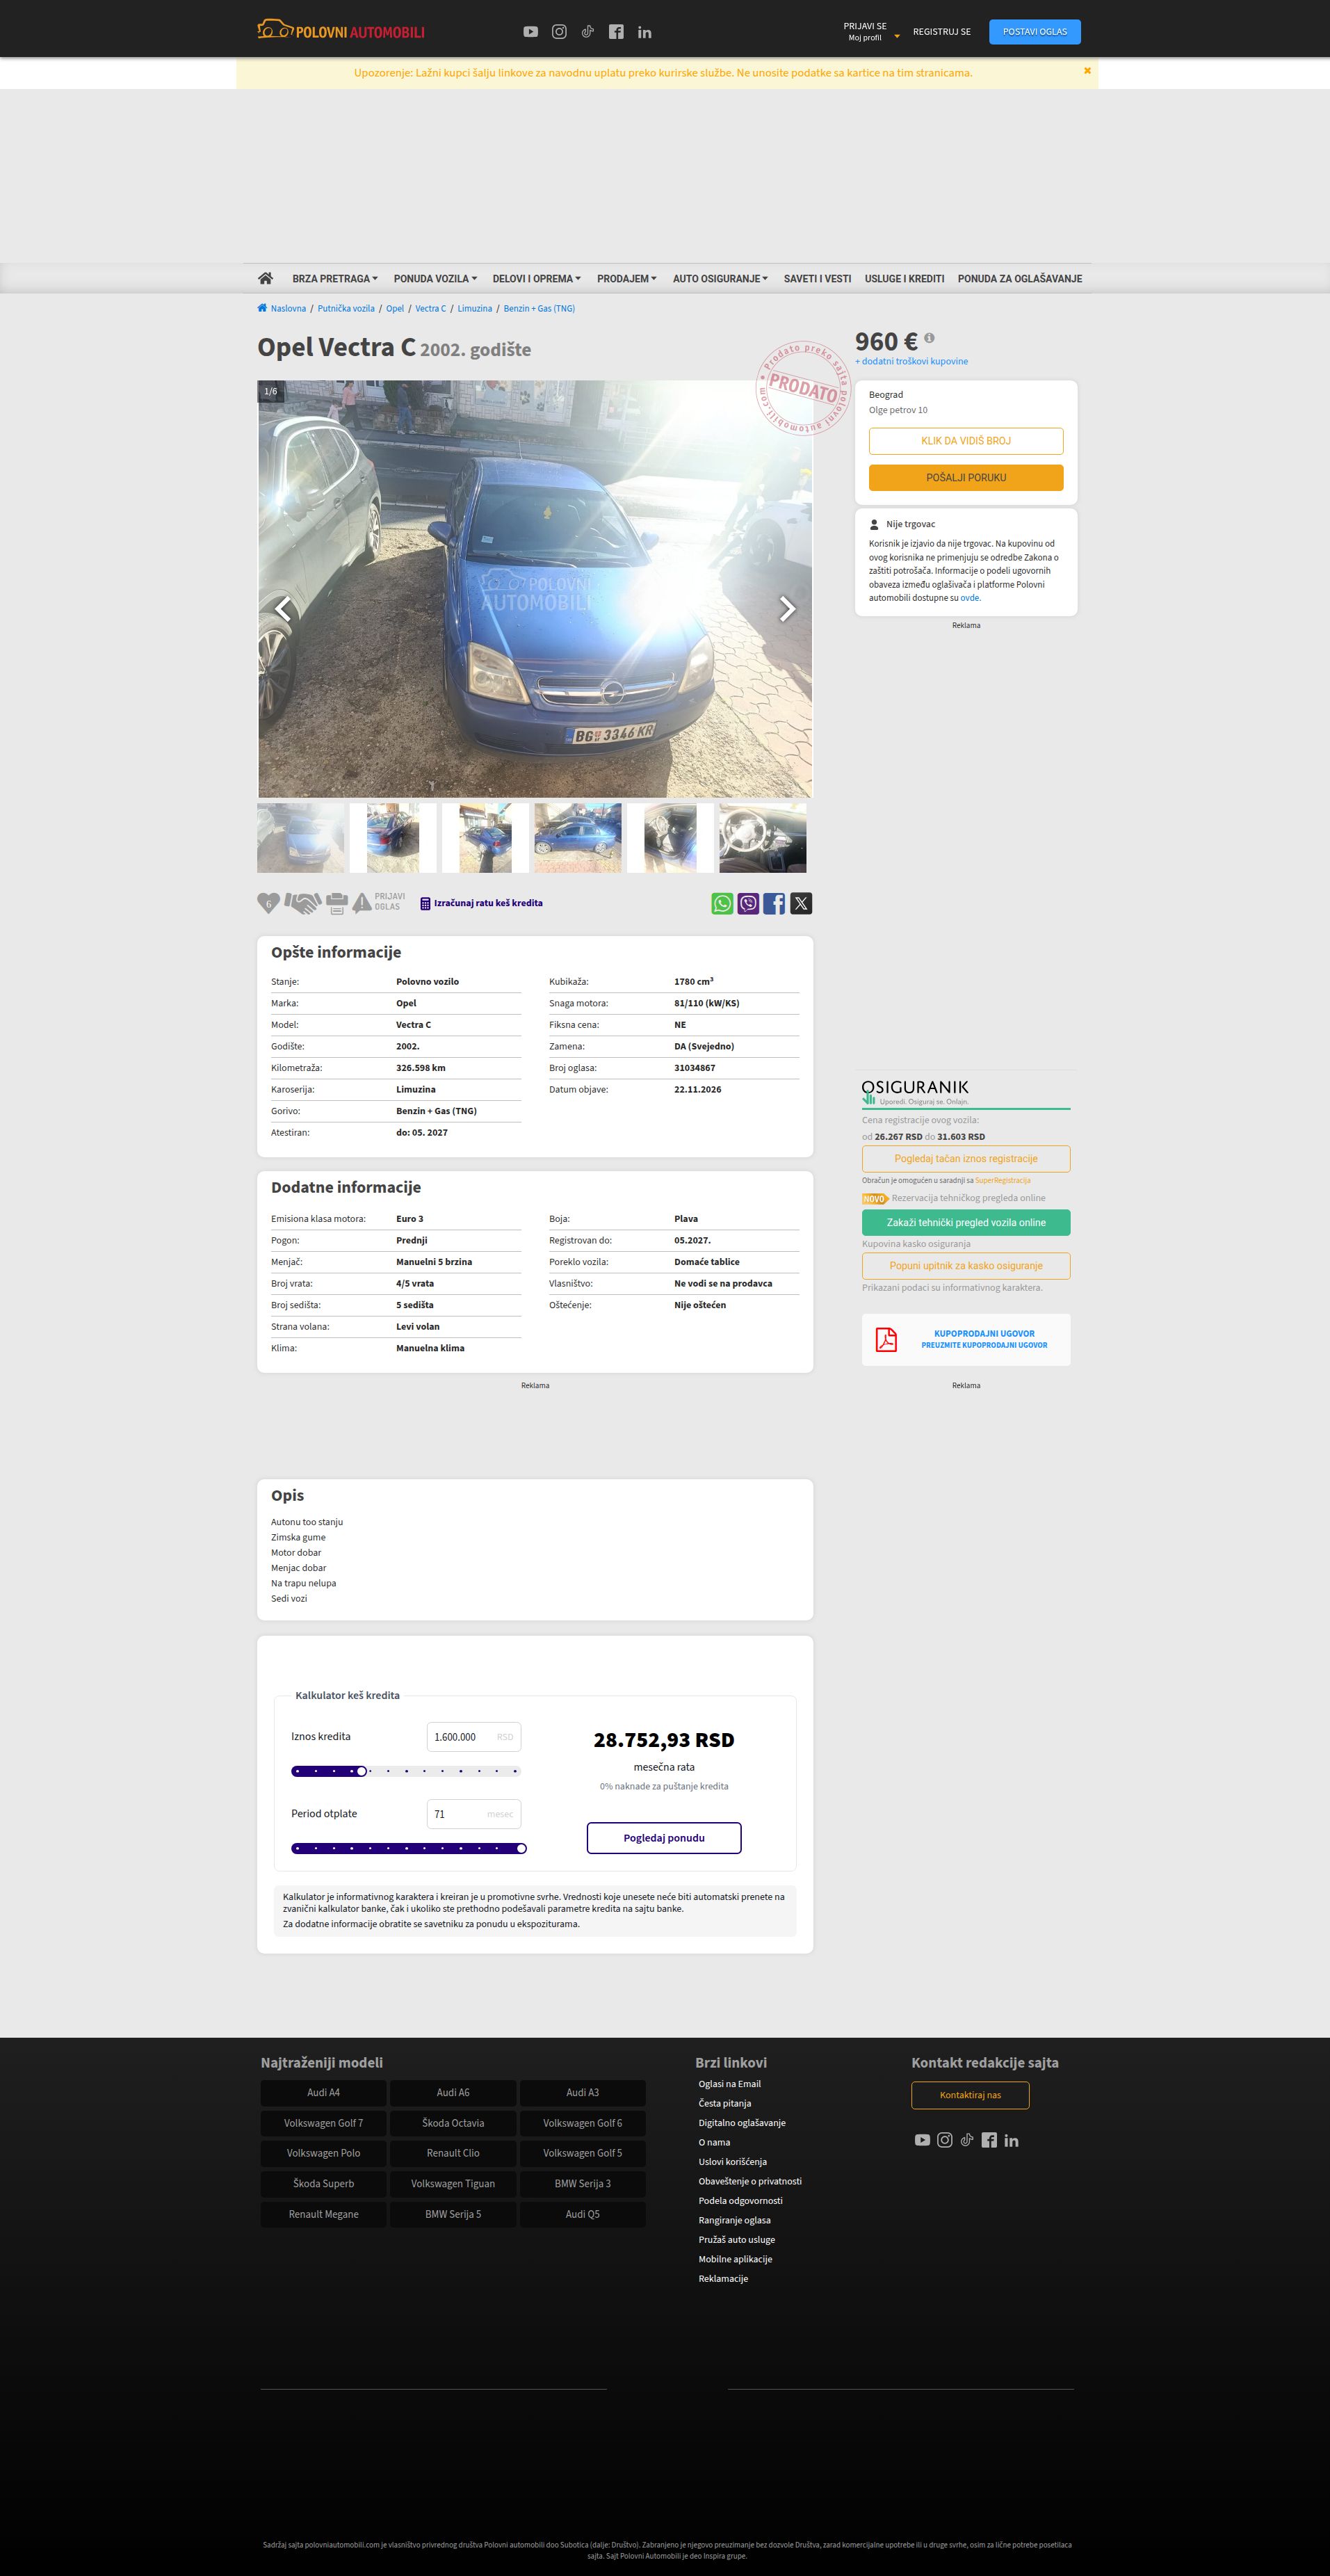 POLOVNI AUTOMOBILI
PRIJAVI SE
Moj profil
REGISTRUJ SE
POSTAVI OGLAS
Upozorenje: Lažni kupci šalju linkove za navodnu uplatu preko kurirske službe. Ne unosite podatke sa kartice na tim stranicama.
BRZA PRETRAGA
PONUDA VOZILA
DELOVI I OPREMA
PRODAJEM
AUTO OSIGURANJE
SAVETI I VESTI
USLUGE I KREDITI
PONUDA ZA OGLAŠAVANJE
Naslovna / Putnička vozila / Opel / Vectra C / Limuzina / Benzin + Gas (TNG)
Opel Vectra C 2002. godište
960 €
+ dodatni troškovi kupovine
Prodato preko sajta
PRODATO
polovni automobili.com
1/6
POLOVNI
AUTOMOBILI
BG 3346 KR
Beograd
Olge petrov 10
KLIK DA VIDIŠ BROJ
POŠALJI PORUKU
Nije trgovac
Korisnik je izjavio da nije trgovac. Na kupovinu od
ovog korisnika ne primenjuju se odredbe Zakona o
zaštiti potrošača. Informacije o podeli ugovornih
obaveza između oglašivača i platforme Polovni
automobili dostupne su ovde.
Reklama
6
PRIJAVI
OGLAS
Izračunaj ratu keš kredita
Opšte informacije
Stanje: Polovno vozilo
Marka: Opel
Model: Vectra C
Godište: 2002.
Kilometraža: 326.598 km
Karoserija: Limuzina
Gorivo: Benzin + Gas (TNG)
Atestiran: do: 05. 2027
Kubikaža: 1780 cm³
Snaga motora: 81/110 (kW/KS)
Fiksna cena: NE
Zamena: DA (Svejedno)
Broj oglasa: 31034867
Datum objave: 22.11.2026
OSIGURANIK
Uporedi. Osiguraj se. Onlajn.
Cena registracije ovog vozila:
od 26.267 RSD do 31.603 RSD
Pogledaj tačan iznos registracije
Obračun je omogućen u saradnji sa SuperRegistracija
NOVO Rezervacija tehničkog pregleda online
Zakaži tehnički pregled vozila online
Kupovina kasko osiguranja
Popuni upitnik za kasko osiguranje
Prikazani podaci su informativnog karaktera.
KUPOPRODAJNI UGOVOR
PREUZMITE KUPOPRODAJNI UGOVOR
Reklama
Dodatne informacije
Emisiona klasa motora: Euro 3
Pogon: Prednji
Menjač: Manuelni 5 brzina
Broj vrata: 4/5 vrata
Broj sedišta: 5 sedišta
Strana volana: Levi volan
Klima: Manuelna klima
Boja: Plava
Registrovan do: 05.2027.
Poreklo vozila: Domaće tablice
Vlasništvo: Ne vodi se na prodavca
Oštećenje: Nije oštećen
Reklama
Opis
Autonu too stanju
Zimska gume
Motor dobar
Menjac dobar
Na trapu nelupa
Sedi vozi
Kalkulator keš kredita
Iznos kredita
1.600.000 RSD
Period otplate
71 mesec
28.752,93 RSD
mesečna rata
0% naknade za puštanje kredita
Pogledaj ponudu
Kalkulator je informativnog karaktera i kreiran je u promotivne svrhe. Vrednosti koje unesete neće biti automatski prenete na
zvanični kalkulator banke, čak i ukoliko ste prethodno podešavali parametre kredita na sajtu banke.
Za dodatne informacije obratite se savetniku za ponudu u ekspoziturama.
Najtraženiji modeli
Audi A4
Audi A6
Audi A3
Volkswagen Golf 7
Škoda Octavia
Volkswagen Golf 6
Volkswagen Polo
Renault Clio
Volkswagen Golf 5
Škoda Superb
Volkswagen Tiguan
BMW Serija 3
Renault Megane
BMW Serija 5
Audi Q5
Brzi linkovi
Oglasi na Email
Česta pitanja
Digitalno oglašavanje
O nama
Uslovi korišćenja
Obaveštenje o privatnosti
Podela odgovornosti
Rangiranje oglasa
Pružaš auto usluge
Mobilne aplikacije
Reklamacije
Kontakt redakcije sajta
Kontaktiraj nas
Sadržaj sajta polovniautomobili.com je vlasništvo privrednog društva Polovni automobili doo Subotica (dalje: Društvo). Zabranjeno je njegovo preuzimanje bez dozvole Društva, zarad komercijalne upotrebe ili u druge svrhe, osim za lične potrebe posetilaca
sajta. Sajt Polovni Automobili je deo Inspira grupe.